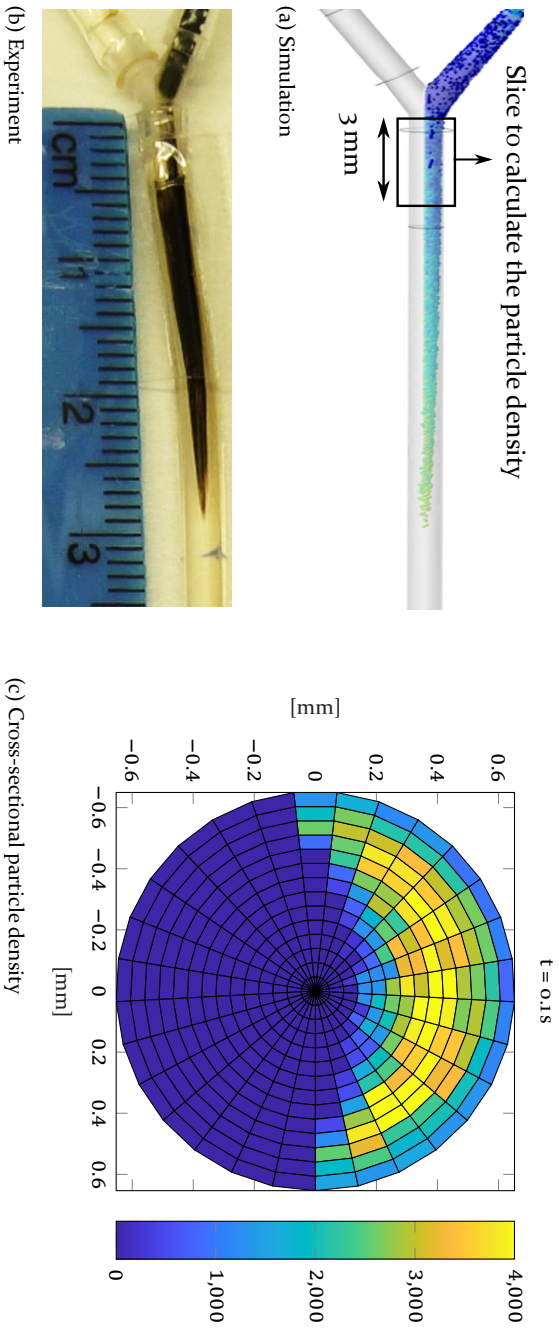 Slice to calculate the particle density
3 mm
(a) Simulation
cm
1
2
3
(b) Experiment
t = 0.1s
[mm]
0.6
0.4
0.2
0
−0.2
−0.4
−0.6
−0.6
−0.4
−0.2
0
0.2
0.4
0.6
[mm]
0
1,000
2,000
3,000
4,000
(c) Cross-sectional particle density